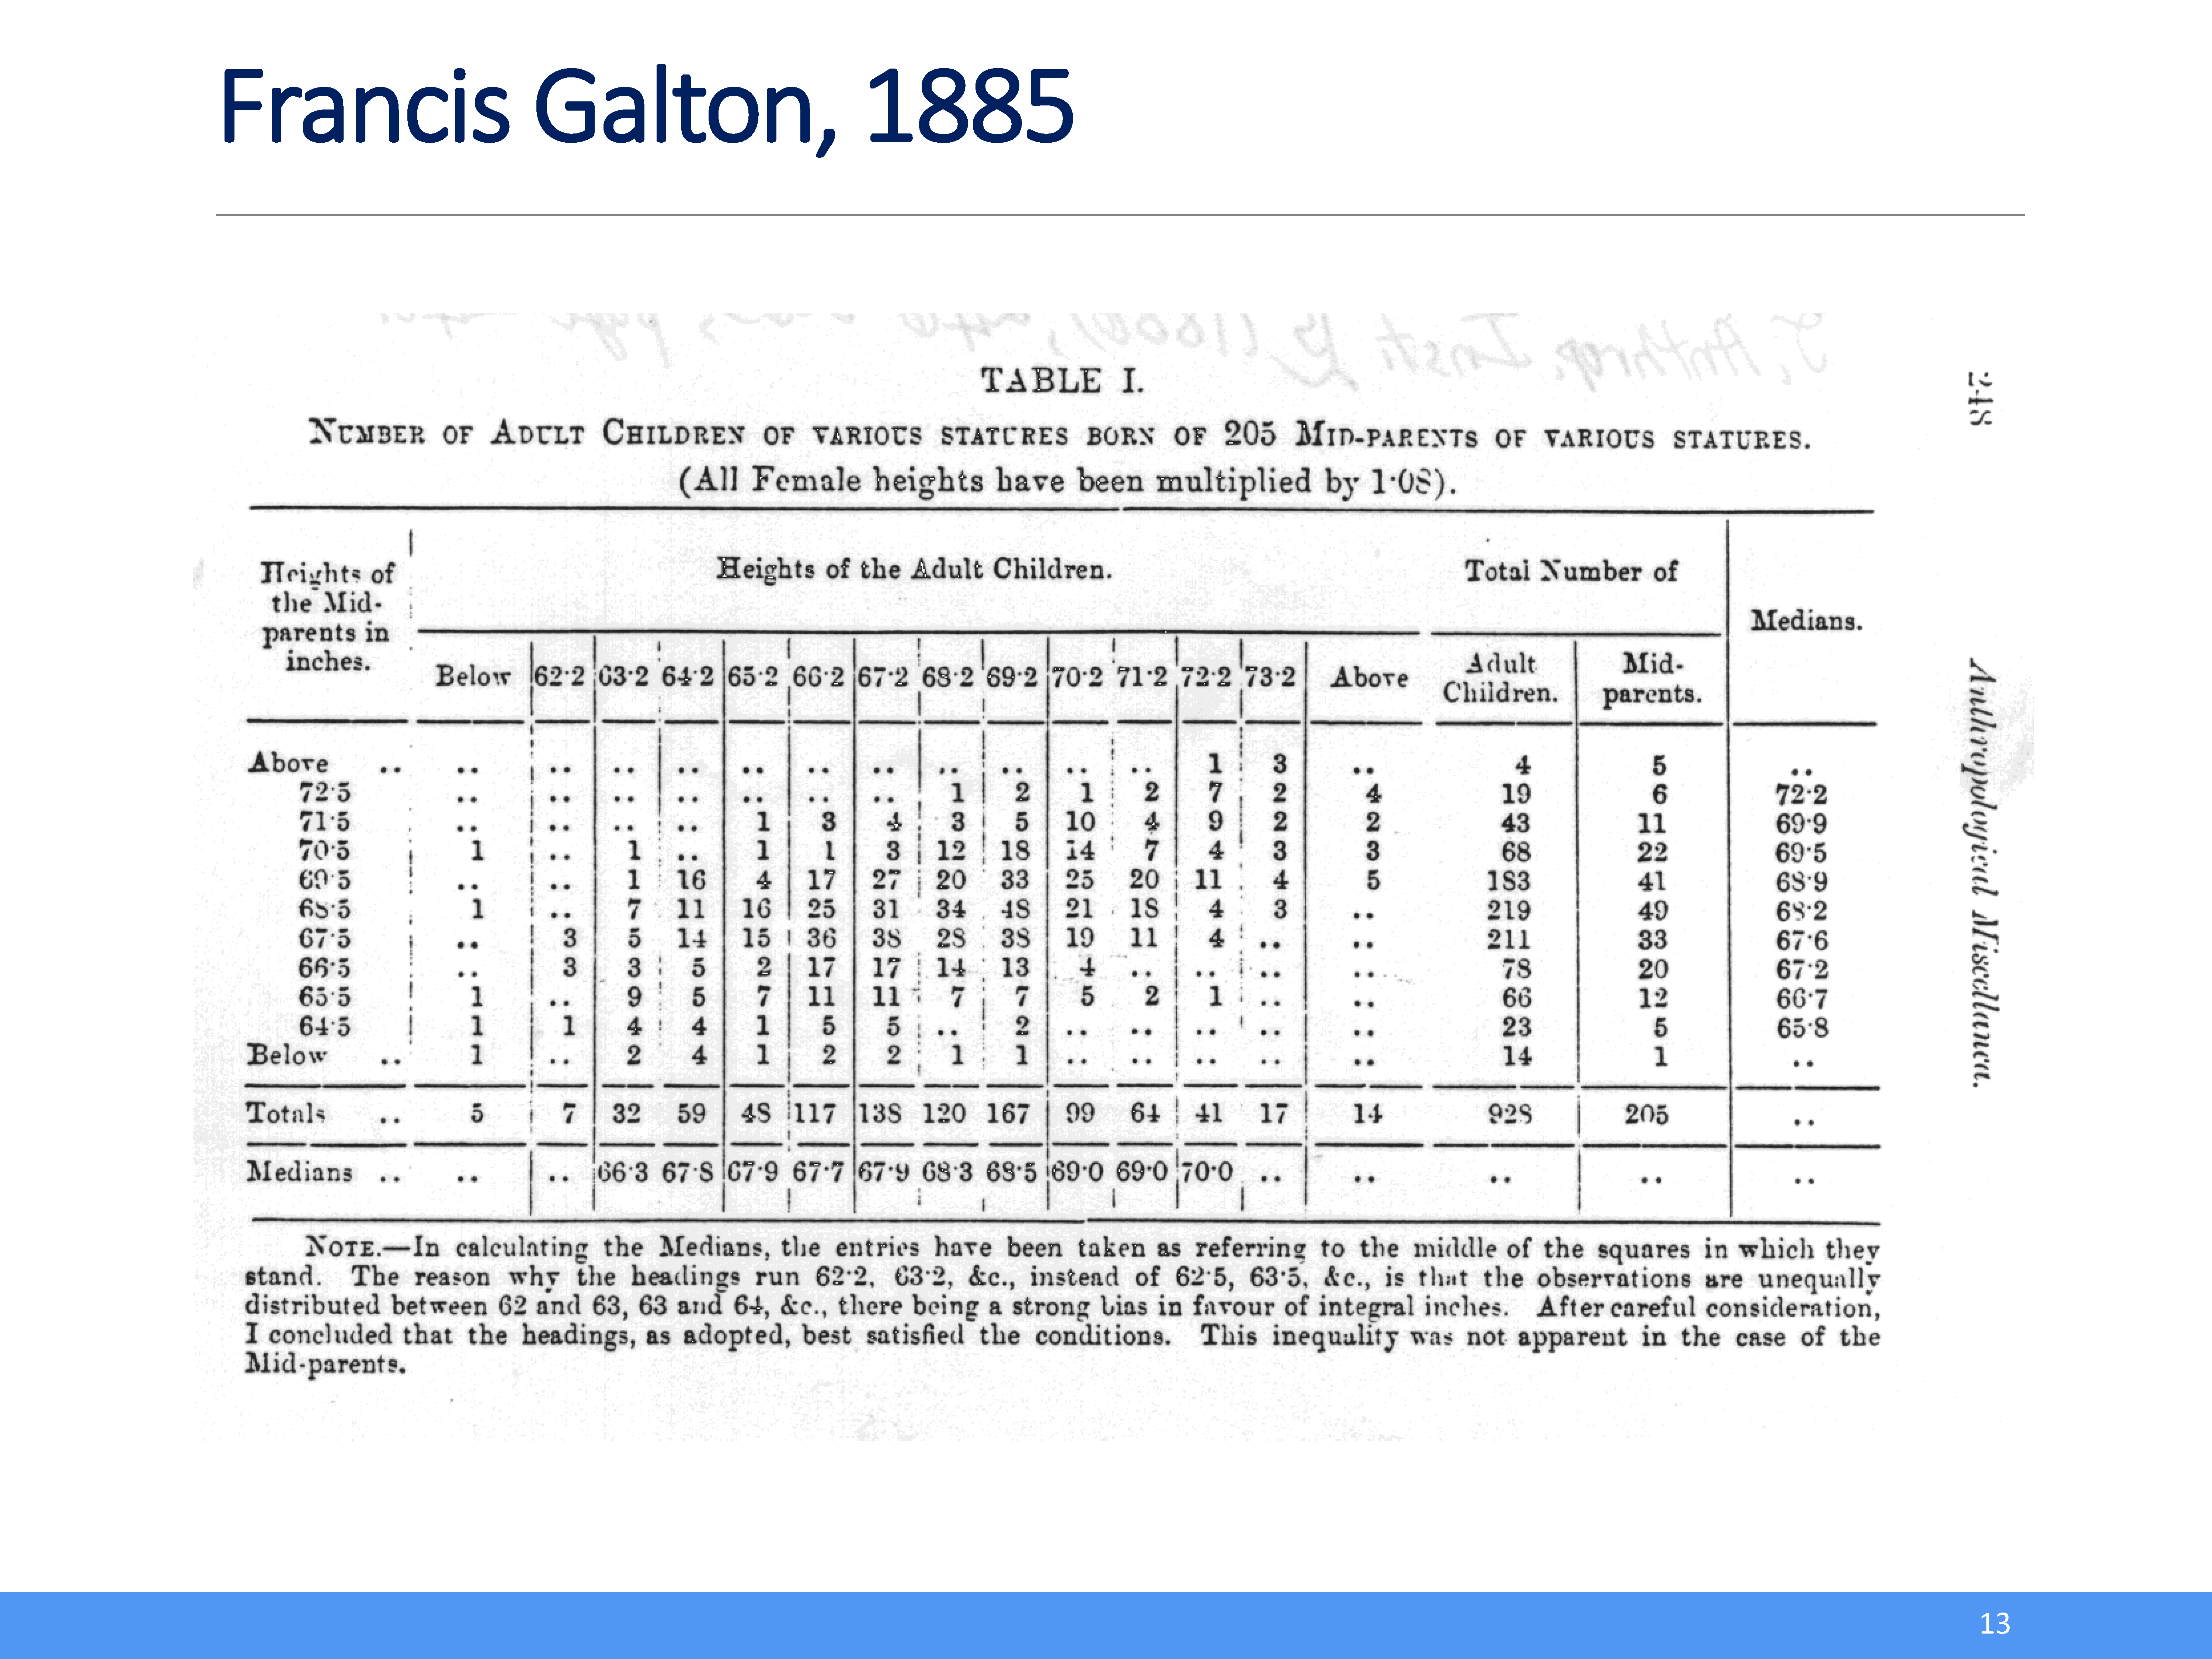 Francis Galton, 1885
TABLE I.
NUMBER OF ADULT CHILDREN OF VARIOUS STATURES BORN OF 205 MID-PARENTS OF VARIOUS STATURES.
(All Female heights have been multiplied by 1·08).
Heights of the Mid-parents in inches. Heights of the Adult Children. Total Number of Medians.
Below 62·2 63·2 64·2 65·2 66·2 67·2 68·2 69·2 70·2 71·2 72·2 73·2 Above Adult Children. Mid-parents.
Above .. .. .. .. .. .. .. .. .. .. .. .. 1 3 .. 4 5 ..
72·5 .. .. .. .. .. .. .. 1 2 1 2 7 2 4 19 6 72·2
71·5 .. .. .. .. 1 3 4 3 5 10 4 9 2 2 43 11 69·9
70·5 1 .. 1 .. 1 1 3 12 18 14 7 4 3 3 68 22 69·5
69·5 .. .. 1 16 4 17 27 20 33 25 20 11 4 5 183 41 68·9
68·5 1 .. 7 11 16 25 31 34 48 21 18 4 3 .. 219 49 68·2
67·5 .. 3 5 14 15 36 38 28 38 19 11 4 .. .. 211 33 67·6
66·5 .. 3 3 5 2 17 17 14 13 4 .. .. .. .. 78 20 67·2
65·5 1 .. 9 5 7 11 11 7 7 5 2 1 .. .. 66 12 66·7
64·5 1 1 4 4 1 5 5 .. 2 .. .. .. .. .. 23 5 65·8
Below .. 1 .. 2 4 1 2 2 1 1 .. .. .. .. .. 14 1 ..
Totals .. 5 7 32 59 48 117 138 120 167 99 64 41 17 14 928 205 ..
Medians .. .. .. 66·3 67·8 67·9 67·7 67·9 68·3 68·5 69·0 69·0 70·0 .. .. .. .. ..
NOTE.—In calculating the Medians, the entries have been taken as referring to the middle of the squares in which they
stand. The reason why the headings run 62·2, 63·2, &c., instead of 62·5, 63·5, &c., is that the observations are unequally
distributed between 62 and 63, 63 and 64, &c., there being a strong bias in favour of integral inches. After careful consideration,
I concluded that the headings, as adopted, best satisfied the conditions. This inequality was not apparent in the case of the
Mid-parents.
248
Anthropological Miscellanea.
13